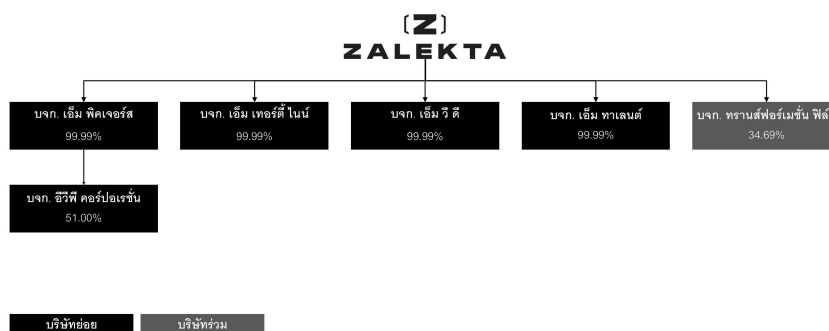 [Z]
ZALEKTA
บจก. เอ็ม พิคเจอร์ส
99.99%
บจก. เอ็ม เทอร์ตี้ ไนน์
99.99%
บจก. เอ็ม วี ดี
99.99%
บจก. เอ็ม ทาเลนต์
99.99%
บจก. ทรานส์ฟอร์เมชั่น ฟิล์
34.69%
บจก. อีวีพี คอร์ปอเรชั่น
51.00%
บริษัทย่อย
บริษัทร่วม